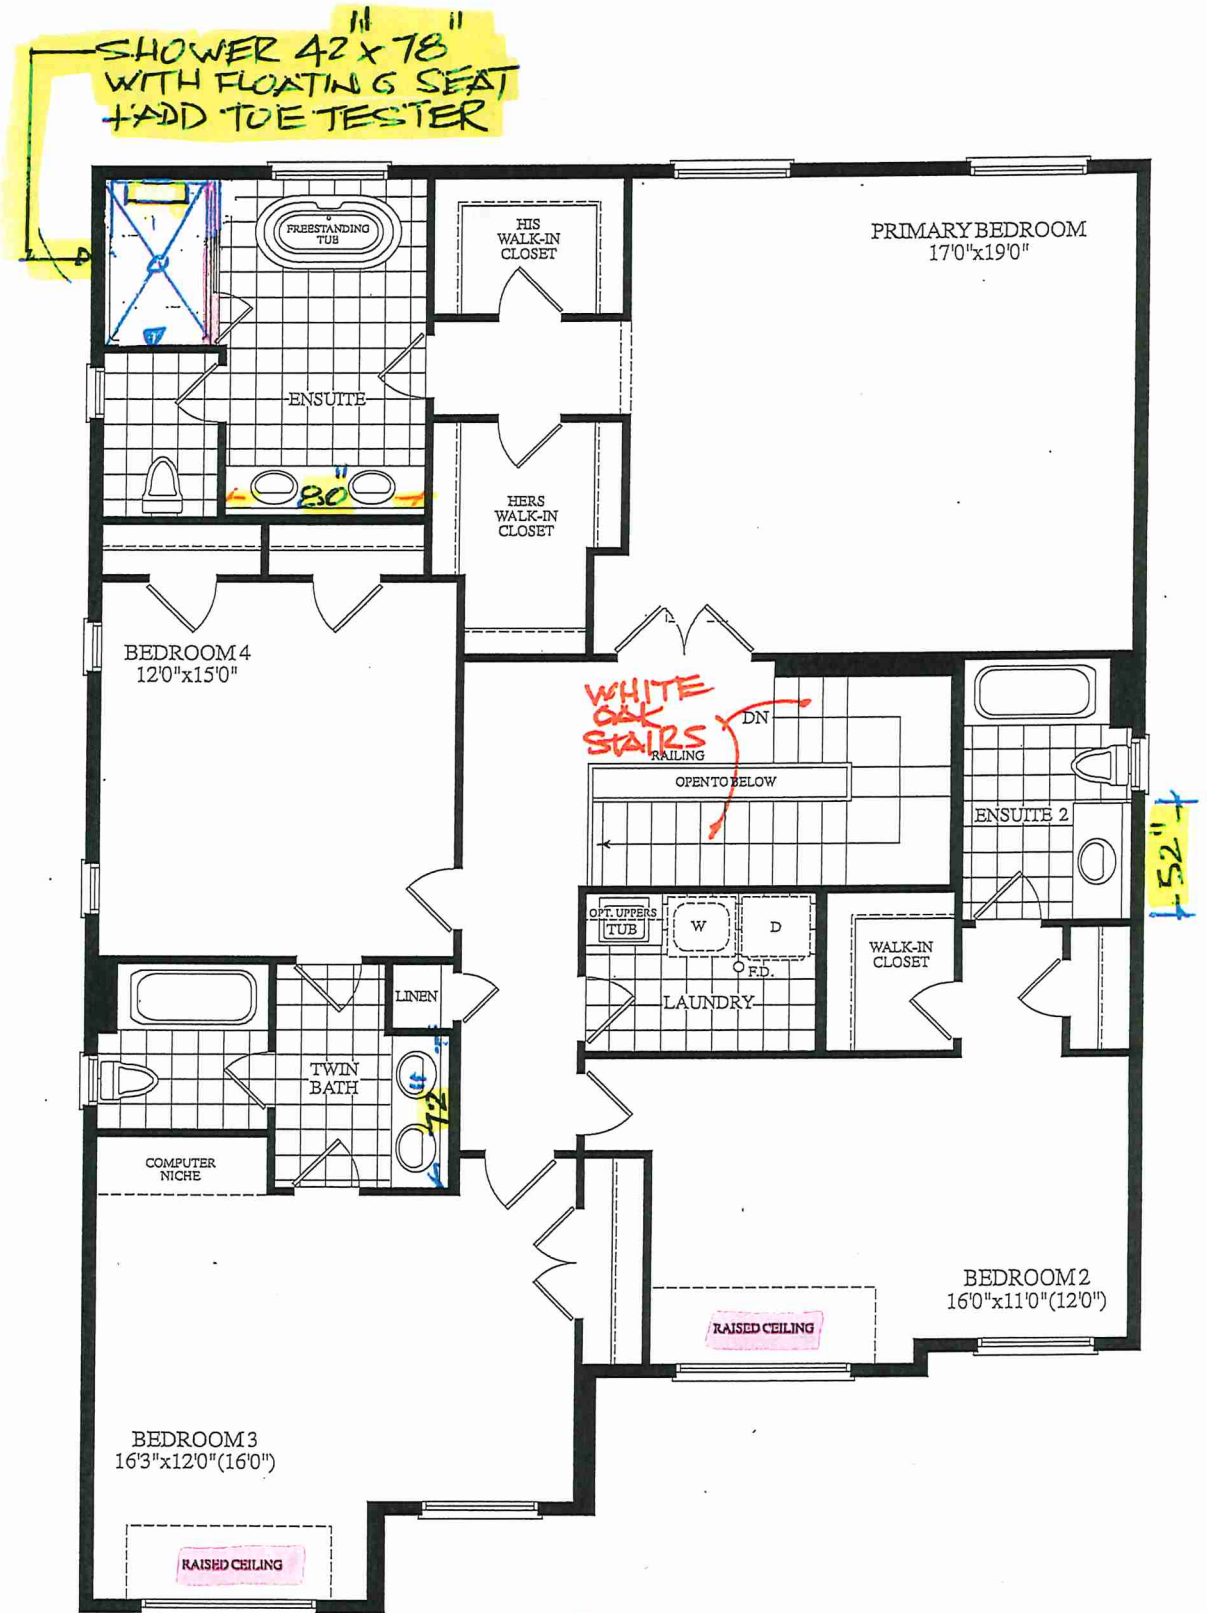 SHOWER 42" x 78"
WITH FLOATING SEAT
+ADD TOE TESTER
FREESTANDING
TUB
HIS
WALK-IN
CLOSET
PRIMARY BEDROOM
17'0"x19'0"
ENSUITE
80"
HERS
WALK-IN
CLOSET
BEDROOM 4
12'0"x15'0"
WHITE
OAK
STAIRS
DN
RAILING
OPEN TO BELOW
ENSUITE 2
52"
OPT. UPPERS
TUB
W
D
F.D.
LAUNDRY
WALK-IN
CLOSET
LINEN
TWIN
BATH
72"
COMPUTER
NICHE
BEDROOM 2
16'0"x11'0"(12'0")
RAISED CEILING
BEDROOM 3
16'3"x12'0"(16'0")
RAISED CEILING